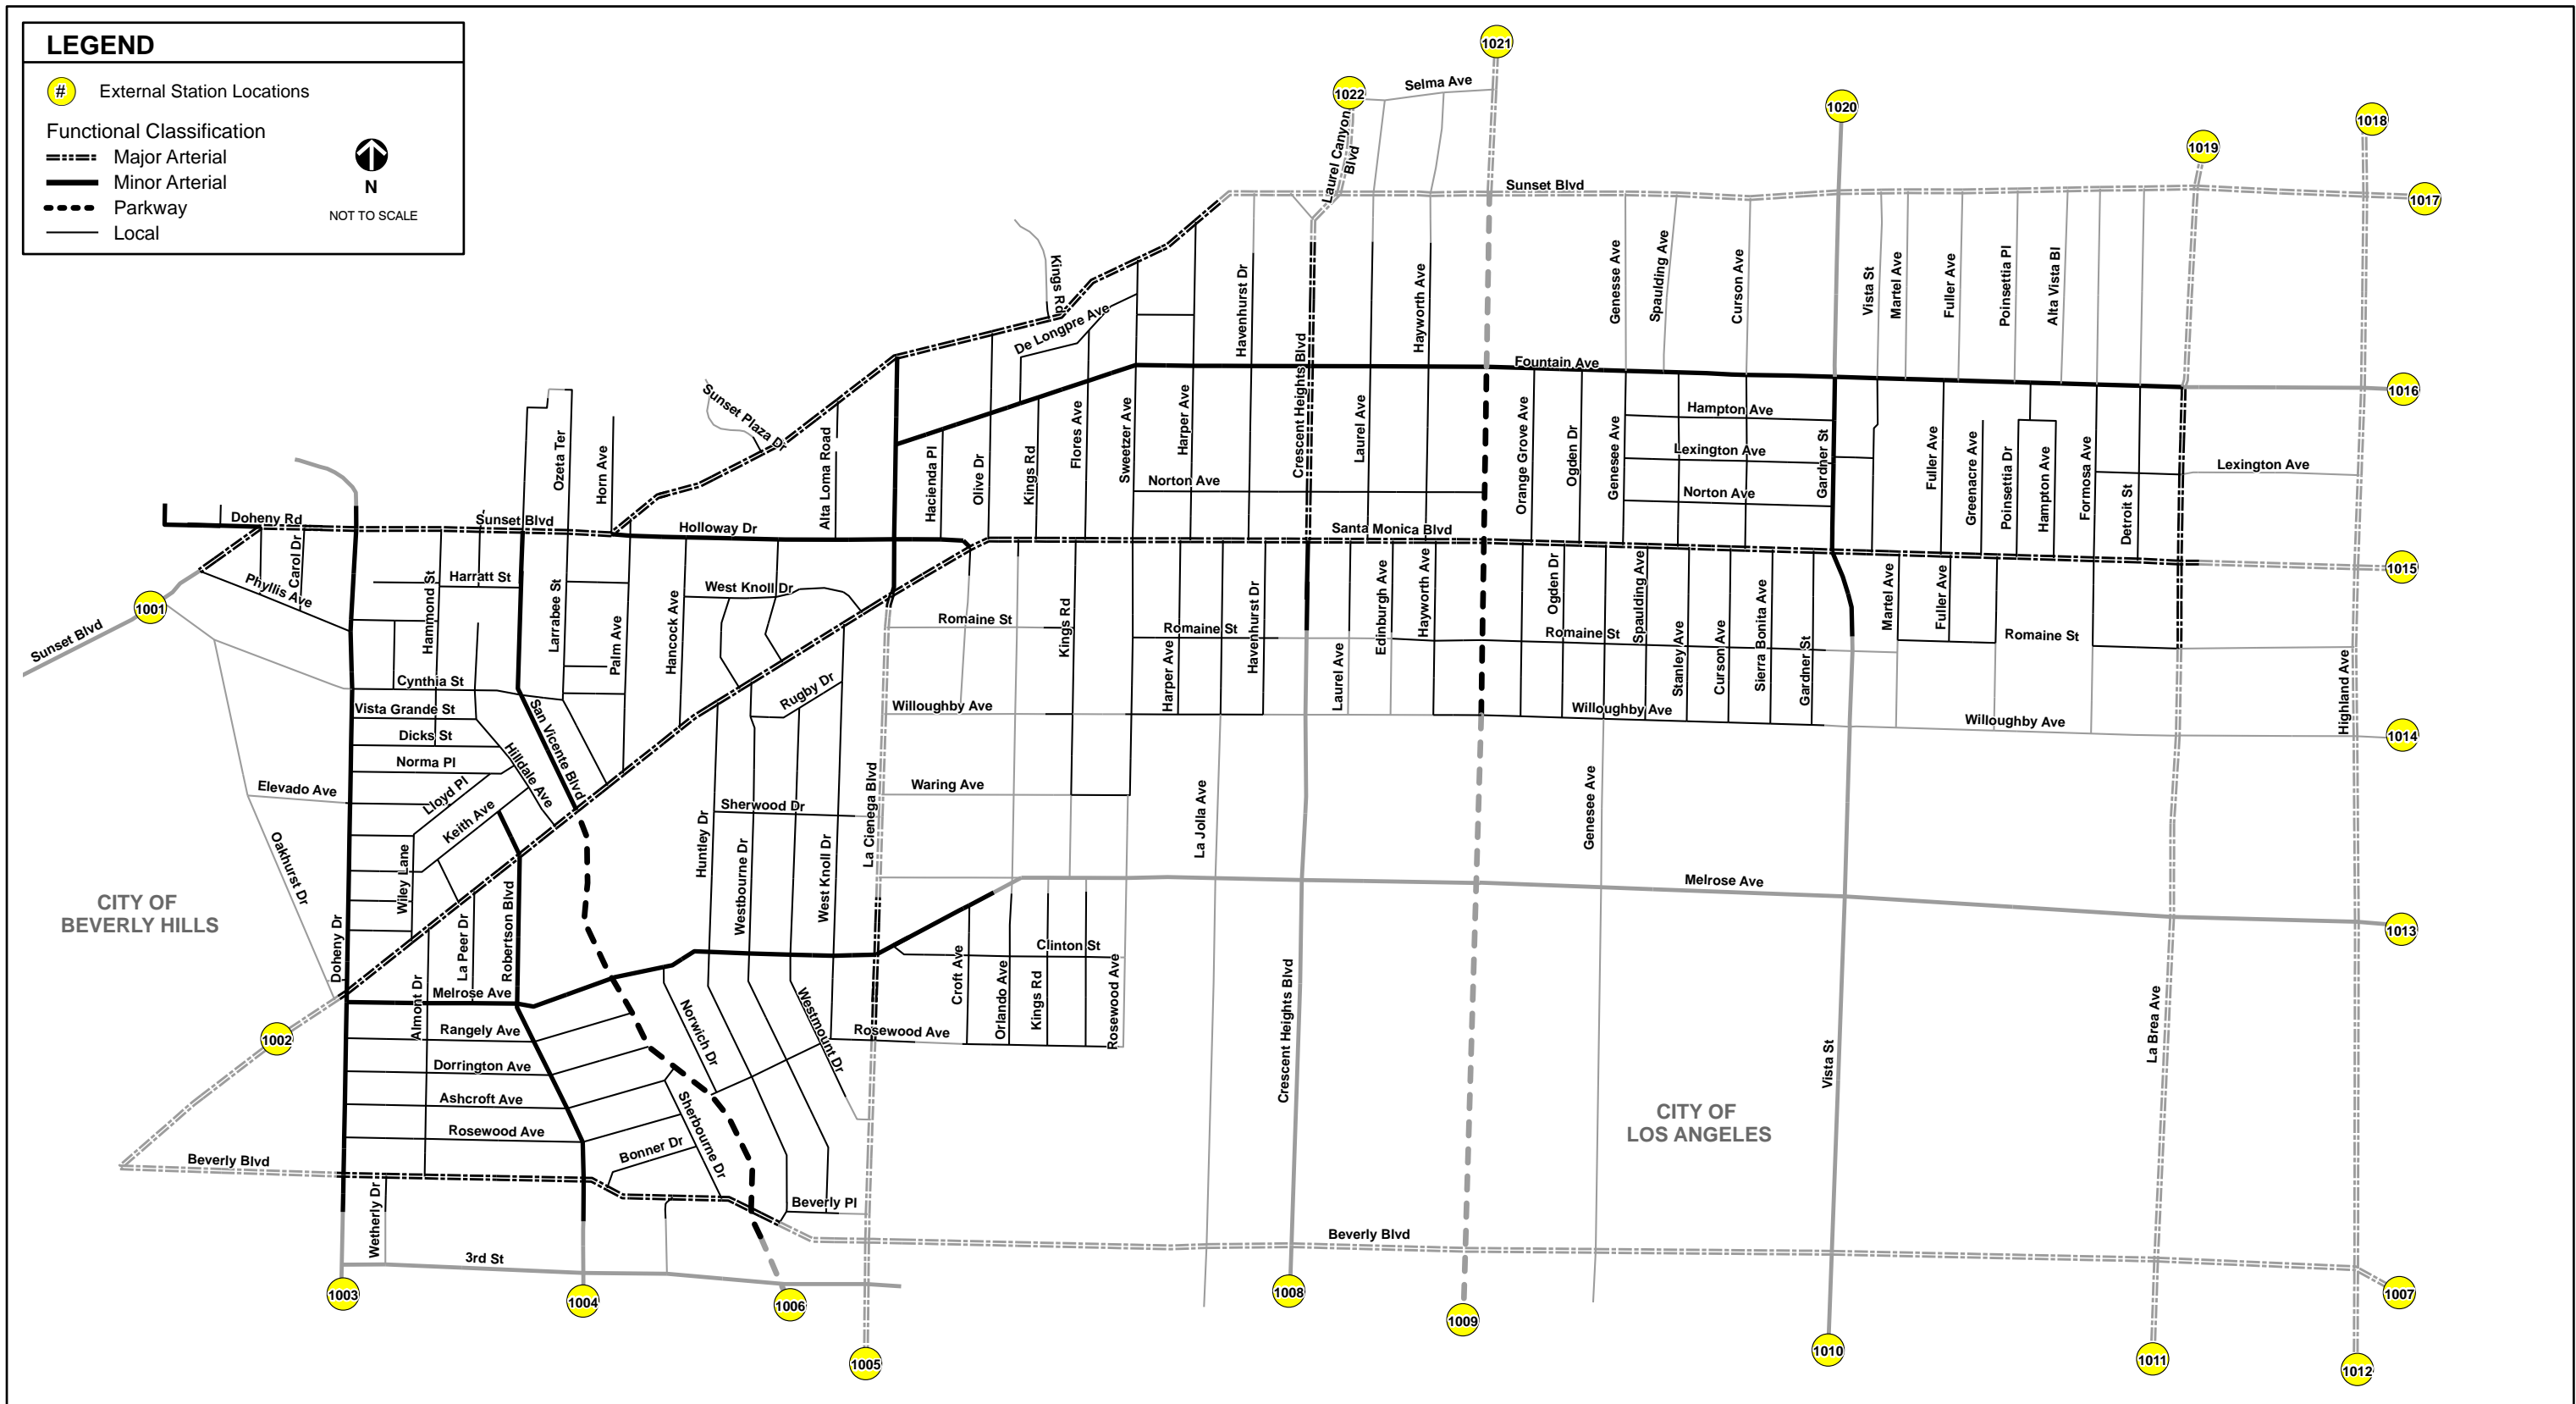 LEGEND
# External Station Locations
Functional Classification
Major Arterial
Minor Arterial
Parkway
Local
N
NOT TO SCALE
1021
1022
Selma Ave
1020
1018
1019
Laurel Canyon
Blvd
Sunset Blvd
1017
Kings Rd
De Longpre Ave
Havenhurst Dr
Crescent Heights Blvd
Hayworth Ave
Genesse Ave
Spaulding Ave
Curson Ave
Vista St
Martel Ave
Fuller Ave
Poinsettia Pl
Alta Vista Bl
Fountain Ave
1016
Sunset Plaza Dr
Ozeta Ter
Horn Ave
Alta Loma Road
Hacienda Pl
Olive Dr
Kings Rd
Flores Ave
Sweetzer Ave
Harper Ave
Laurel Ave
Norton Ave
Orange Grove Ave
Ogden Dr
Genesee Ave
Hampton Ave
Lexington Ave
Norton Ave
Gardner St
Fuller Ave
Greenacre Ave
Poinsettia Dr
Hampton Ave
Formosa Ave
Detroit St
Lexington Ave
Doheny Rd
Sunset Blvd
Holloway Dr
Santa Monica Blvd
1015
Carol Dr
Phyllis Ave
Hammond St
Harratt St
Larrabee St
Palm Ave
Hancock Ave
West Knoll Dr
1001
Sunset Blvd
Romaine St
Kings Rd
Romaine St
Harper Ave
Havenhurst Dr
Laurel Ave
Edinburgh Ave
Hayworth Ave
Ogden Dr
Romaine St
Spaulding Ave
Stanley Ave
Curson Ave
Sierra Bonita Ave
Gardner St
Martel Ave
Fuller Ave
Romaine St
Highland Ave
Cynthia St
Vista Grande St
Dicks St
Norma Pl
San Vicente Blvd
Hilldale Ave
Rugby Dr
Willoughby Ave
Willoughby Ave
Willoughby Ave
1014
Elevado Ave
Lloyd Pl
Keith Ave
Oakhurst Dr
Wiley Lane
Huntley Dr
Sherwood Dr
Westbourne Dr
West Knoll Dr
La Cienega Blvd
Waring Ave
La Jolla Ave
Genesee Ave
Melrose Ave
1013
CITY OF
BEVERLY HILLS
Doheny Dr
La Peer Dr
Robertson Blvd
Almont Dr
Melrose Ave
Clinton St
Croft Ave
Orlando Ave
Kings Rd
Rosewood Ave
Crescent Heights Blvd
1002
Rangely Ave
Norwich Dr
Westmount Dr
Rosewood Ave
Vista St
La Brea Ave
Dorrington Ave
Ashcroft Ave
Rosewood Ave
Sherbourne Dr
Bonner Dr
CITY OF
LOS ANGELES
Beverly Blvd
Wetherly Dr
Beverly Pl
Beverly Blvd
3rd St
1003
1004
1006
1005
1008
1009
1010
1011
1012
1007